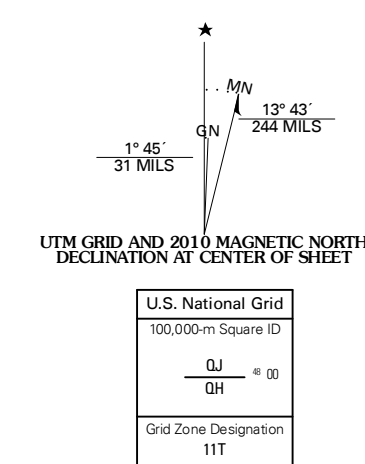 ★
MN
GN
1° 45´
31 MILS
13° 43´
244 MILS
UTM GRID AND 2010 MAGNETIC NORTH
DECLINATION AT CENTER OF SHEET
U.S. National Grid
100,000-m Square ID
QJ
QH
48 00
Grid Zone Designation
11T